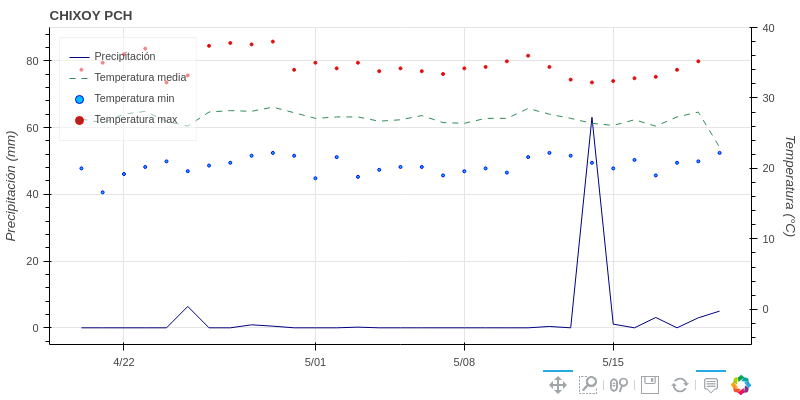 CHIXOY PCH
Precipitación
Temperatura media
Temperatura min
Temperatura max
Precipitación (mm)
80
60
40
20
0
Temperatura (°C)
40
30
20
10
0
4/22
5/01
5/08
5/15